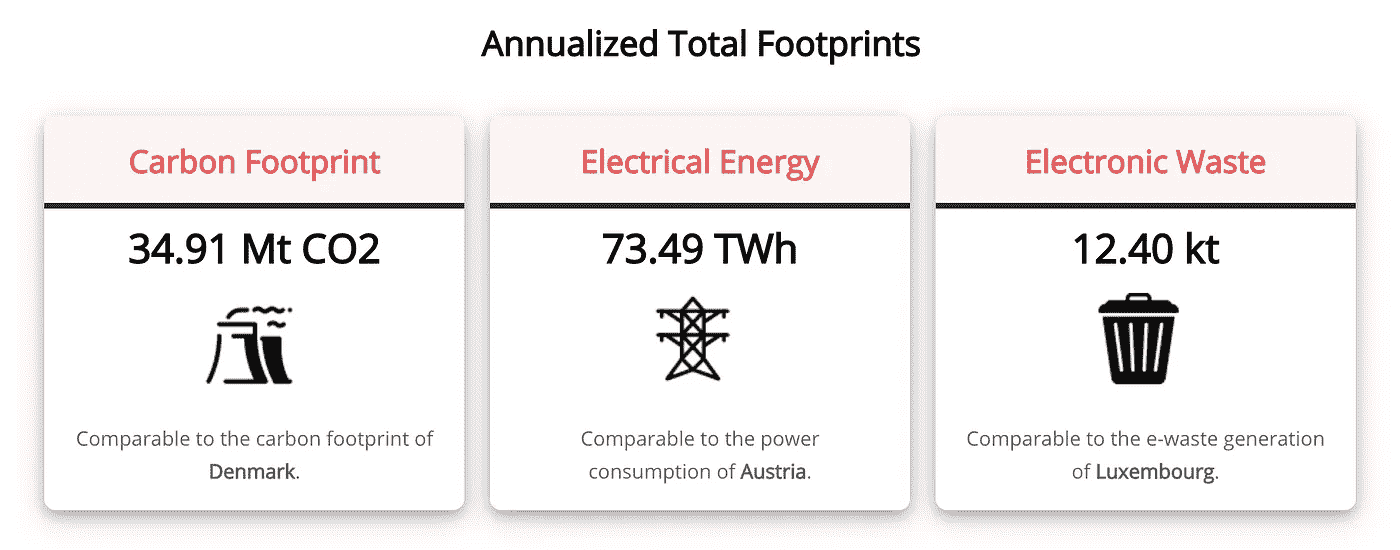 Annualized Total Footprints
Carbon Footprint
34.91 Mt CO2
Comparable to the carbon footprint of
Denmark.
Electrical Energy
73.49 TWh
Comparable to the power
consumption of Austria.
Electronic Waste
12.40 kt
Comparable to the e-waste generation
of Luxembourg.